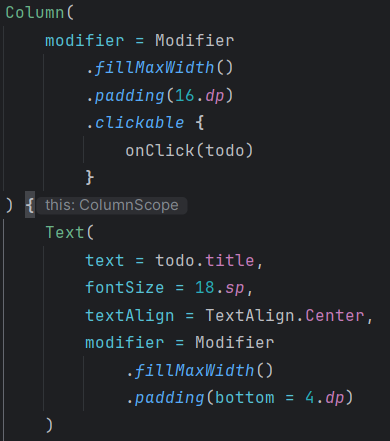 Column(
    modifier = Modifier
        .fillMaxWidth()
        .padding(16.dp)
        .clickable {
            onClick(todo)
        }
) { this: ColumnScope
    Text(
        text = todo.title,
        fontSize = 18.sp,
        textAlign = TextAlign.Center,
        modifier = Modifier
            .fillMaxWidth()
            .padding(bottom = 4.dp)
    )